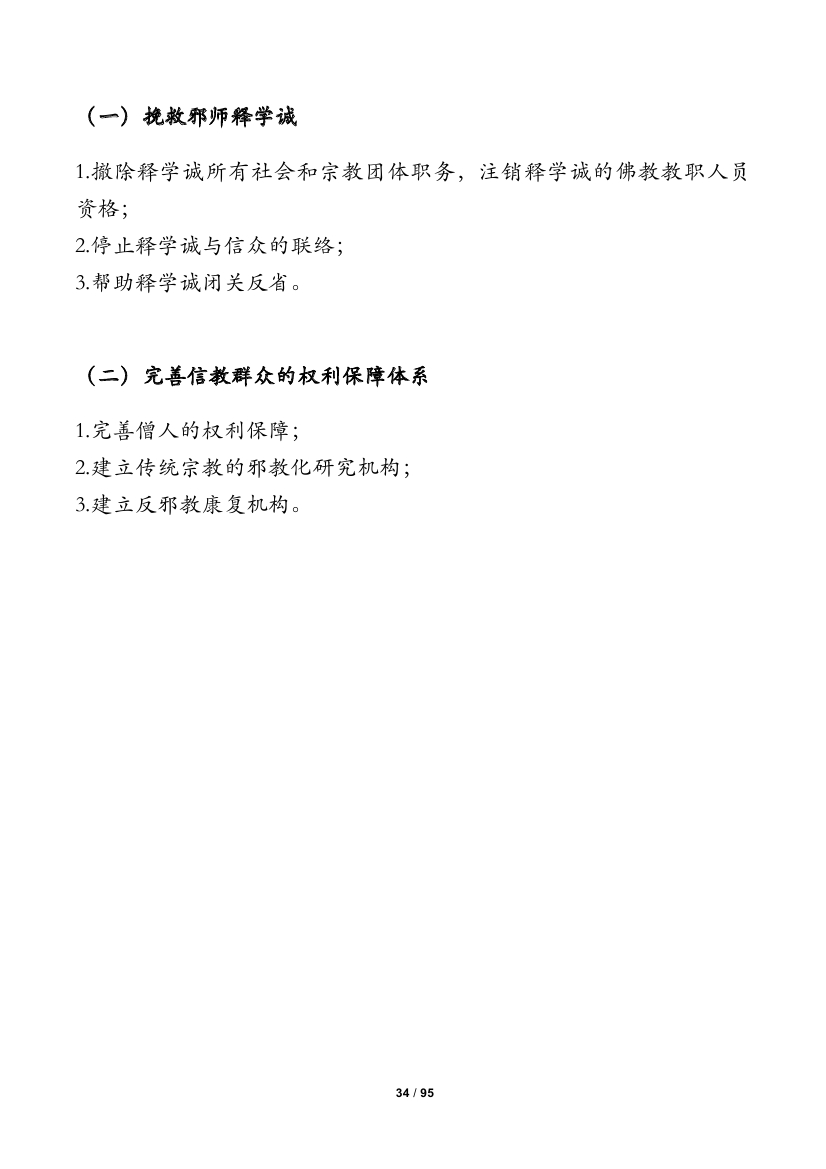 （一）挽救邪师释学诚
1.撤除释学诚所有社会和宗教团体职务，注销释学诚的佛教教职人员
资格；
2.停止释学诚与信众的联络；
3.帮助释学诚闭关反省。
（二）完善信教群众的权利保障体系
1.完善僧人的权利保障；
2.建立传统宗教的邪教化研究机构；
3.建立反邪教康复机构。
34 / 95